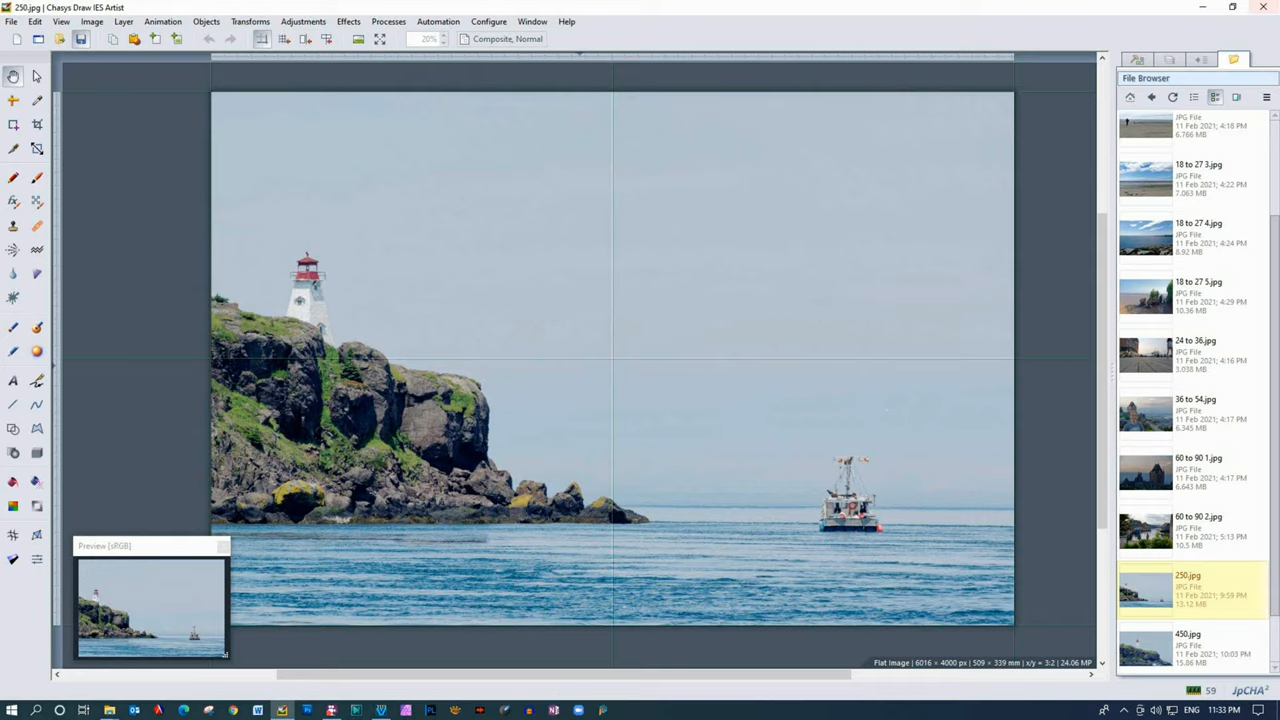 250.jpg | Chasys Draw IES Artist
File Edit View Image Layer Animation Objects Transforms Adjustments Effects Processes Automation Configure Window Help
20% Composite, Normal
File Browser
JPG File
11 Feb 2021; 4:18 PM
6.766 MB
18 to 27 3.jpg
JPG File
11 Feb 2021; 4:22 PM
7.063 MB
18 to 27 4.jpg
JPG File
11 Feb 2021; 4:24 PM
8.92 MB
18 to 27 5.jpg
JPG File
11 Feb 2021; 4:29 PM
10.36 MB
24 to 36.jpg
JPG File
11 Feb 2021; 4:16 PM
3.038 MB
36 to 54.jpg
JPG File
11 Feb 2021; 4:17 PM
6.345 MB
60 to 90 1.jpg
JPG File
11 Feb 2021; 4:17 PM
6.643 MB
60 to 90 2.jpg
JPG File
11 Feb 2021; 5:13 PM
10.5 MB
250.jpg
JPG File
11 Feb 2021; 9:59 PM
13.12 MB
450.jpg
JPG File
11 Feb 2021; 10:03 PM
15.86 MB
Preview [sRGB]
Flat Image | 6016 × 4000 px | 509 × 339 mm | x/y = 3:2 | 24.06 MP
59 JpCHA²
11:33 PM